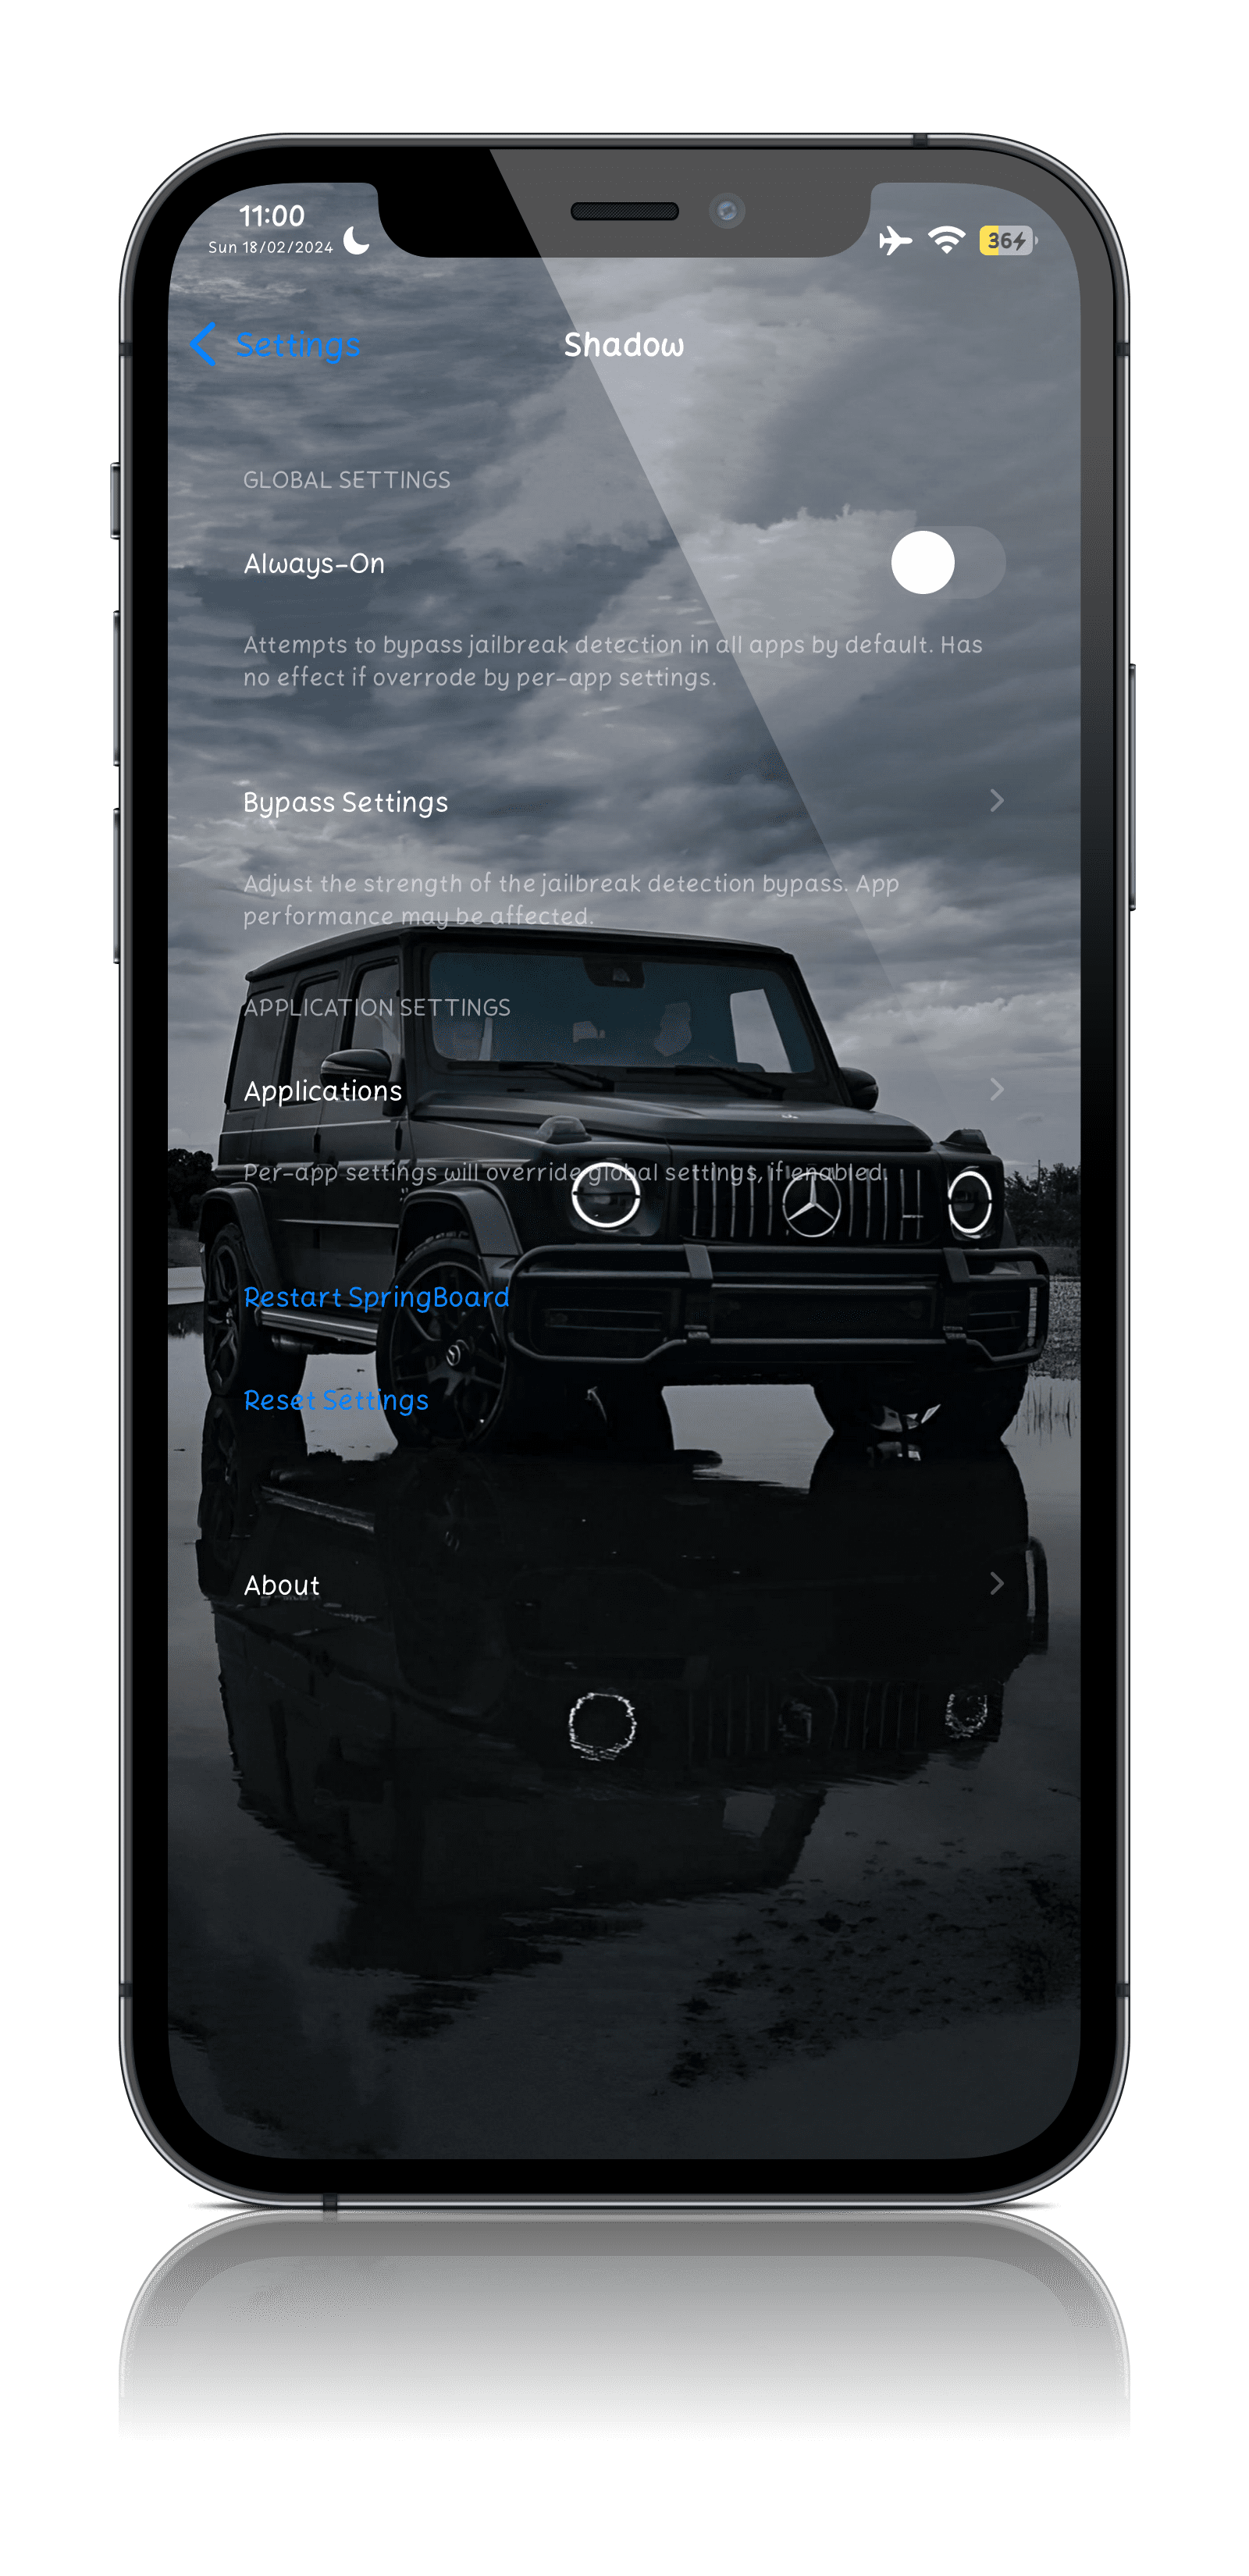 11:00
Sun 18/02/2024
36
Settings
Shadow
GLOBAL SETTINGS
Always-On
Attempts to bypass jailbreak detection in all apps by default. Has
no effect if overrode by per-app settings.
Bypass Settings
Adjust the strength of the jailbreak detection bypass. App
performance may be affected.
APPLICATION SETTINGS
Applications
Per-app settings will override global settings, if enabled.
Restart SpringBoard
Reset Settings
About